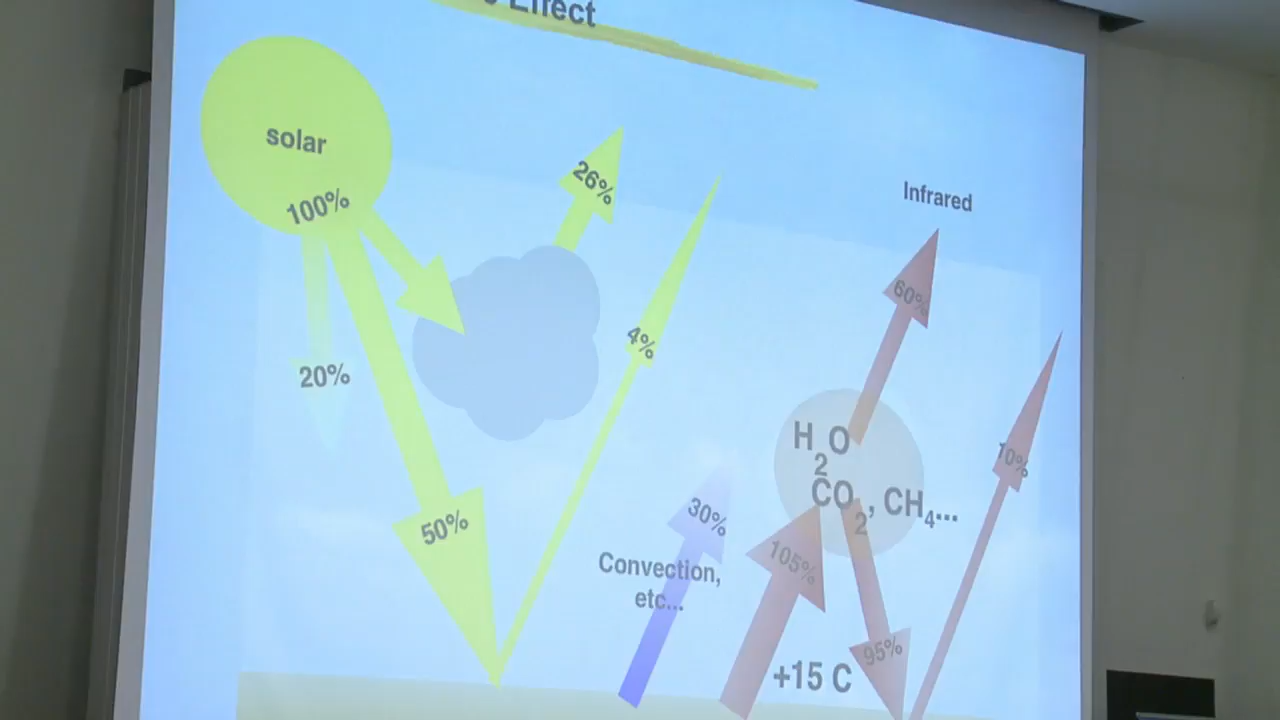 Effect
solar
100%
26%
Infrared
60%
4%
20%
10%
H2O
CO2, CH4...
50%
30%
105%
Convection,
etc...
95%
+15 C